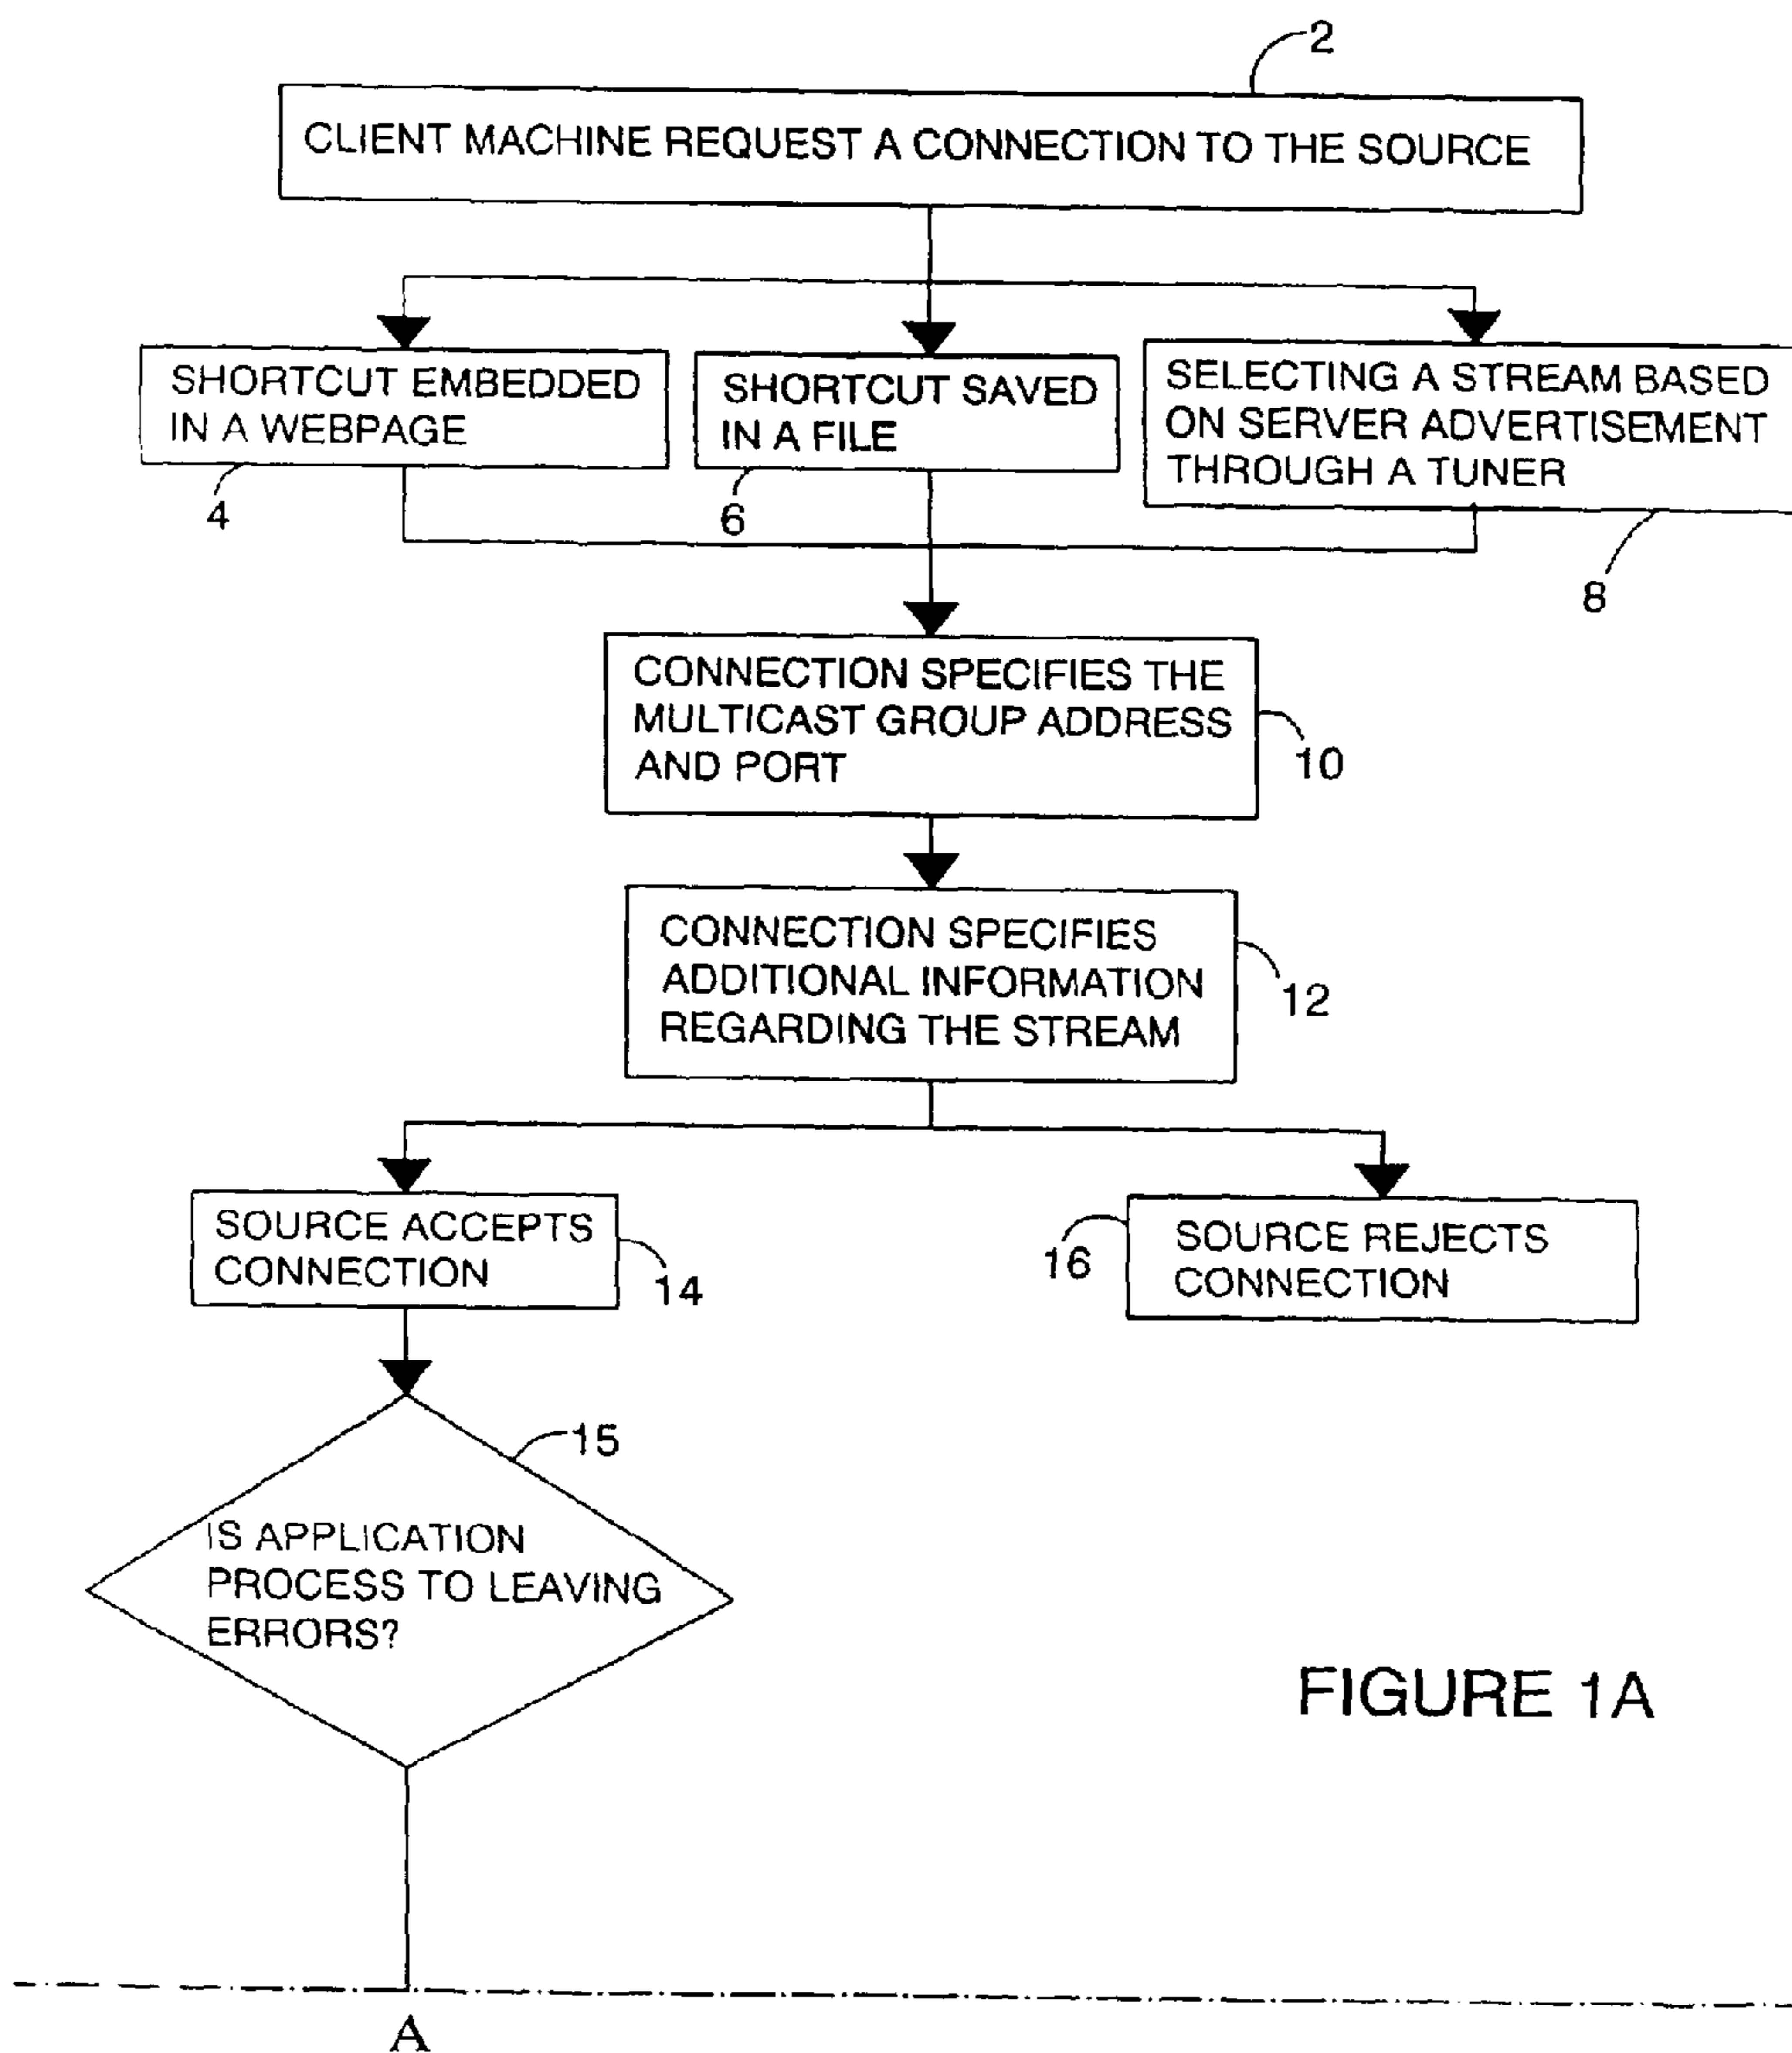 2
CLIENT MACHINE REQUEST A CONNECTION TO THE SOURCE
SHORTCUT EMBEDDED
IN A WEBPAGE
4
SHORTCUT SAVED
IN A FILE
6
SELECTING A STREAM BASED
ON SERVER ADVERTISEMENT
THROUGH A TUNER
8
CONNECTION SPECIFIES THE
MULTICAST GROUP ADDRESS
AND PORT
10
CONNECTION SPECIFIES
ADDITIONAL INFORMATION
REGARDING THE STREAM
12
SOURCE ACCEPTS
CONNECTION
14
16
SOURCE REJECTS
CONNECTION
15
IS APPLICATION
PROCESS TO LEAVING
ERRORS?
FIGURE 1A
A